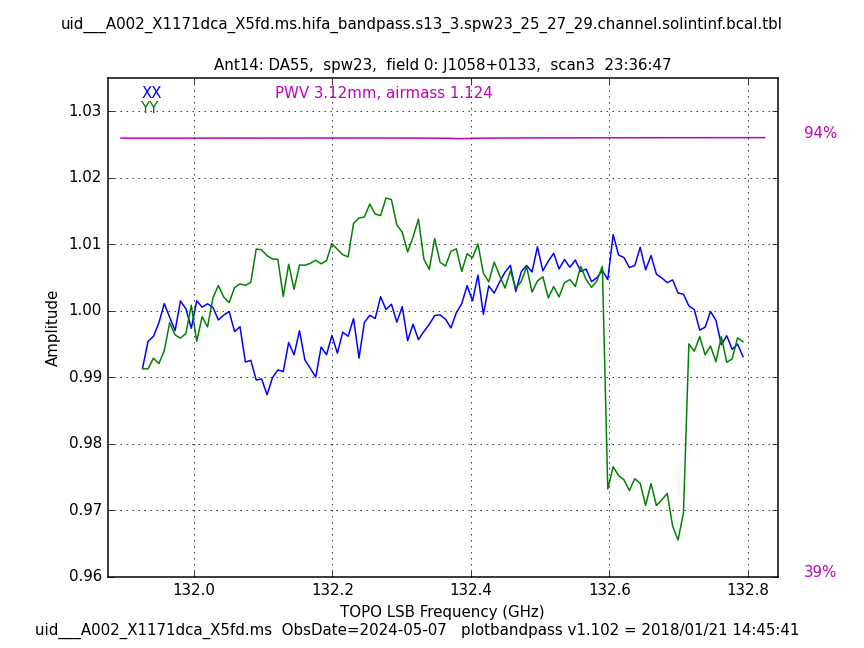 uid___A002_X1171dca_X5fd.ms.hifa_bandpass.s13_3.spw23_25_27_29.channel.solintinf.bcal.tbl
Ant14: DA55,  spw23,  field 0: J1058+0133,  scan3  23:36:47
XX
PWV 3.12mm, airmass 1.124
YY
1.03
94%
1.02
1.01
1.00
Amplitude
0.99
0.98
0.97
0.96
39%
132.0
132.2
132.4
132.6
132.8
TOPO LSB Frequency (GHz)
uid___A002_X1171dca_X5fd.ms  ObsDate=2024-05-07   plotbandpass v1.102 = 2018/01/21 14:45:41